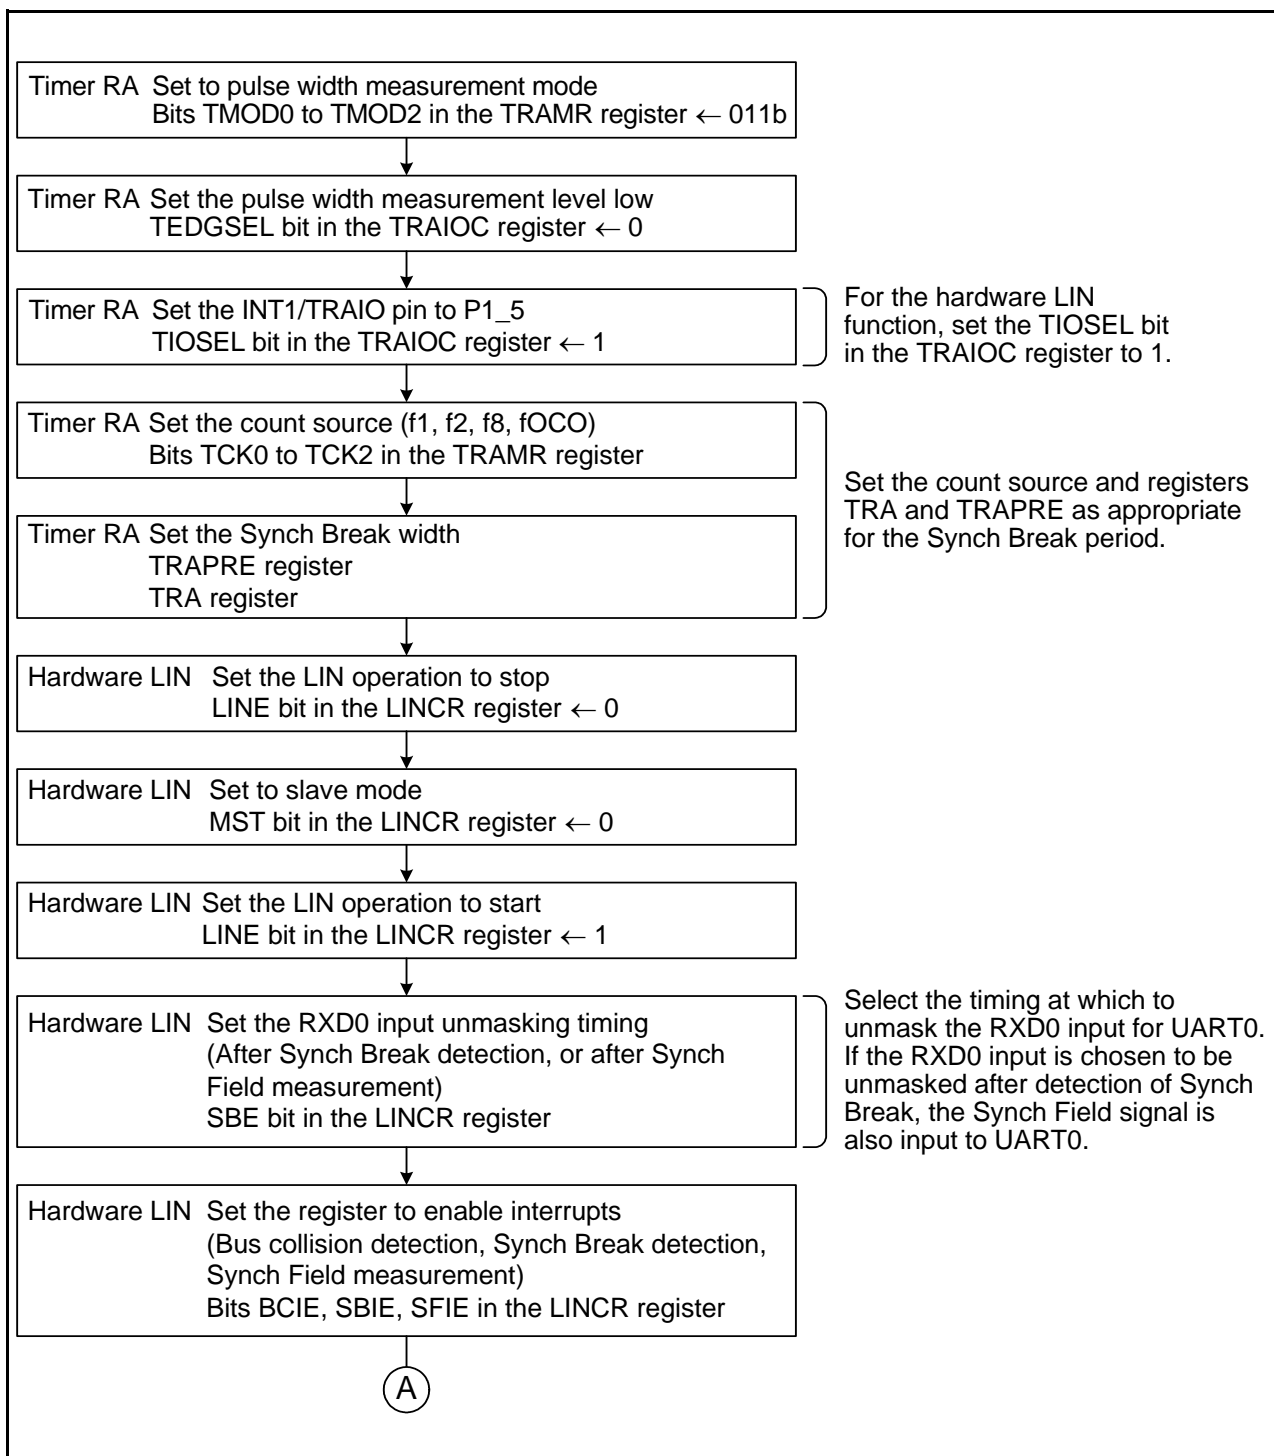 Timer RA Set to pulse width measurement mode
Bits TMOD0 to TMOD2 in the TRAMR register ← 011b
Timer RA Set the pulse width measurement level low
TEDGSEL bit in the TRAIOC register ← 0
Timer RA Set the INT1/TRAIO pin to P1_5
TIOSEL bit in the TRAIOC register ← 1
For the hardware LIN
function, set the TIOSEL bit
in the TRAIOC register to 1.
Timer RA Set the count source (f1, f2, f8, fOCO)
Bits TCK0 to TCK2 in the TRAMR register
Timer RA Set the Synch Break width
TRAPRE register
TRA register
Set the count source and registers
TRA and TRAPRE as appropriate
for the Synch Break period.
Hardware LIN Set the LIN operation to stop
LINE bit in the LINCR register ← 0
Hardware LIN Set to slave mode
MST bit in the LINCR register ← 0
Hardware LIN Set the LIN operation to start
LINE bit in the LINCR register ← 1
Hardware LIN Set the RXD0 input unmasking timing
(After Synch Break detection, or after Synch
Field measurement)
SBE bit in the LINCR register
Select the timing at which to
unmask the RXD0 input for UART0.
If the RXD0 input is chosen to be
unmasked after detection of Synch
Break, the Synch Field signal is
also input to UART0.
Hardware LIN Set the register to enable interrupts
(Bus collision detection, Synch Break detection,
Synch Field measurement)
Bits BCIE, SBIE, SFIE in the LINCR register
A